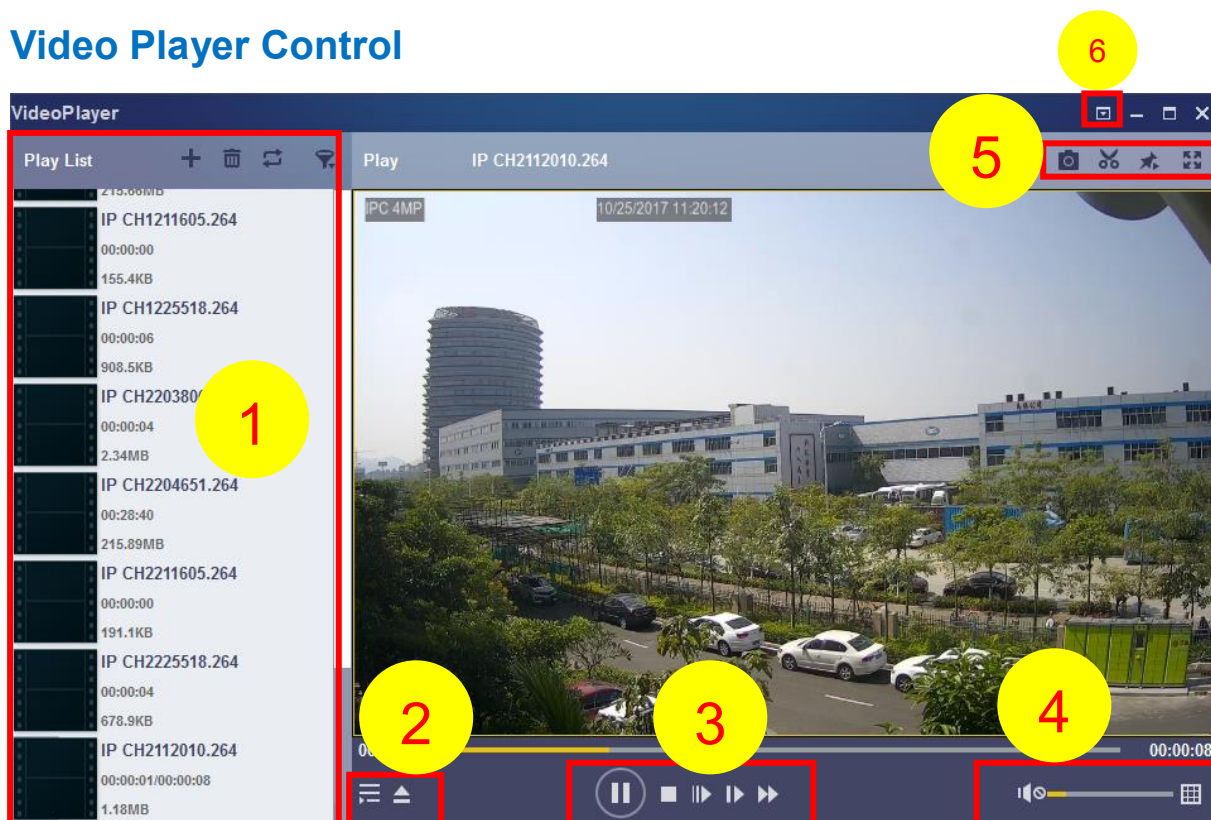 Video Player Control
6
VideoPlayer
5
Play List
Play IP CH2112010.264
215.66MB
IPC 4MP
10/25/2017 11:20:12
IP CH1211605.264
00:00:00
155.4KB
IP CH1225518.264
00:00:06
908.5KB
IP CH220380
00:00:04
2.34MB
1
IP CH2204651.264
00:28:40
215.89MB
IP CH2211605.264
00:00:00
191.1KB
IP CH2225518.264
00:00:04
678.9KB
IP CH2112010.264
00:00:01/00:00:08
1.18MB
2
3
4
00:00:08